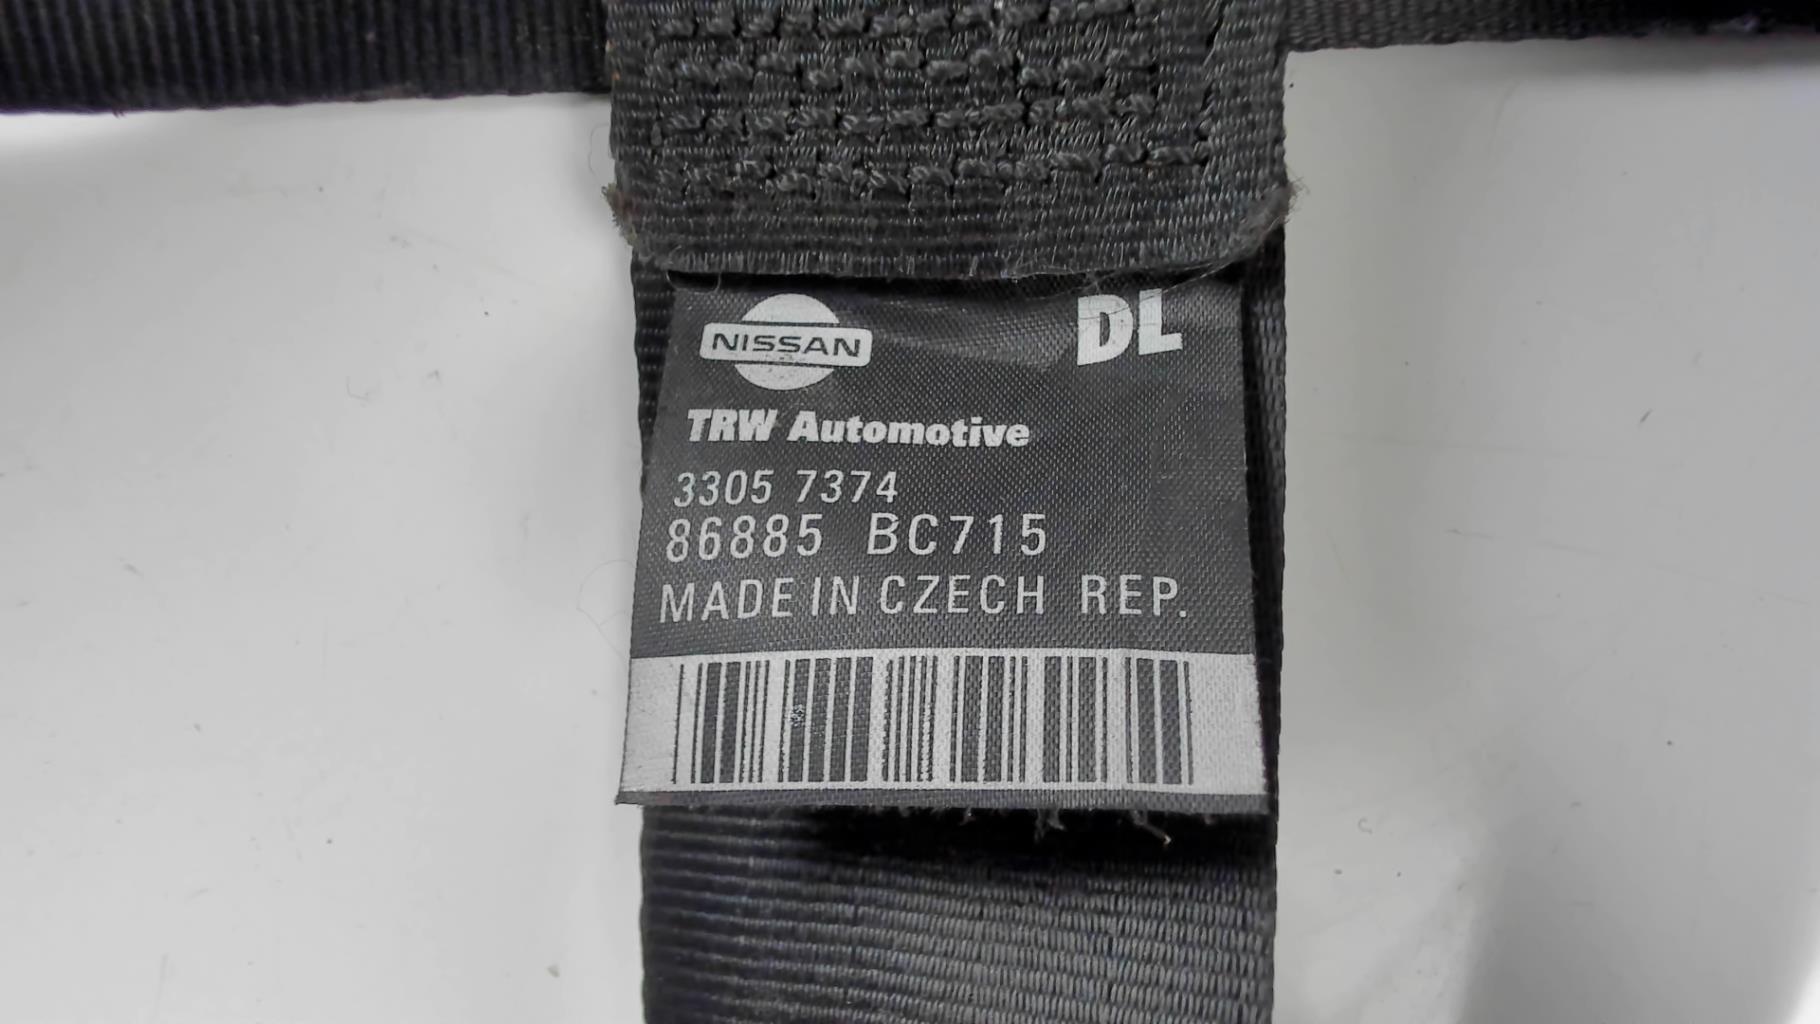 NISSAN DL
TRW Automotive
3305 7374
86885 BC715
MADE IN CZECH REP.